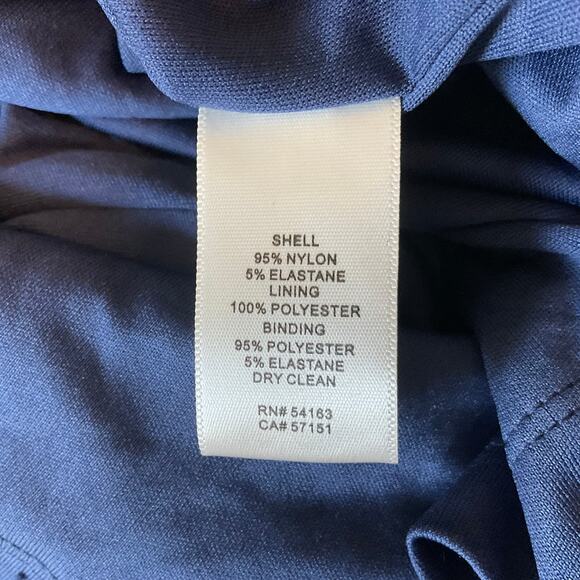 SHELL
95% NYLON
5% ELASTANE
LINING
100% POLYESTER
BINDING
95% POLYESTER
5% ELASTANE
DRY CLEAN
RN# 54163
CA# 57151